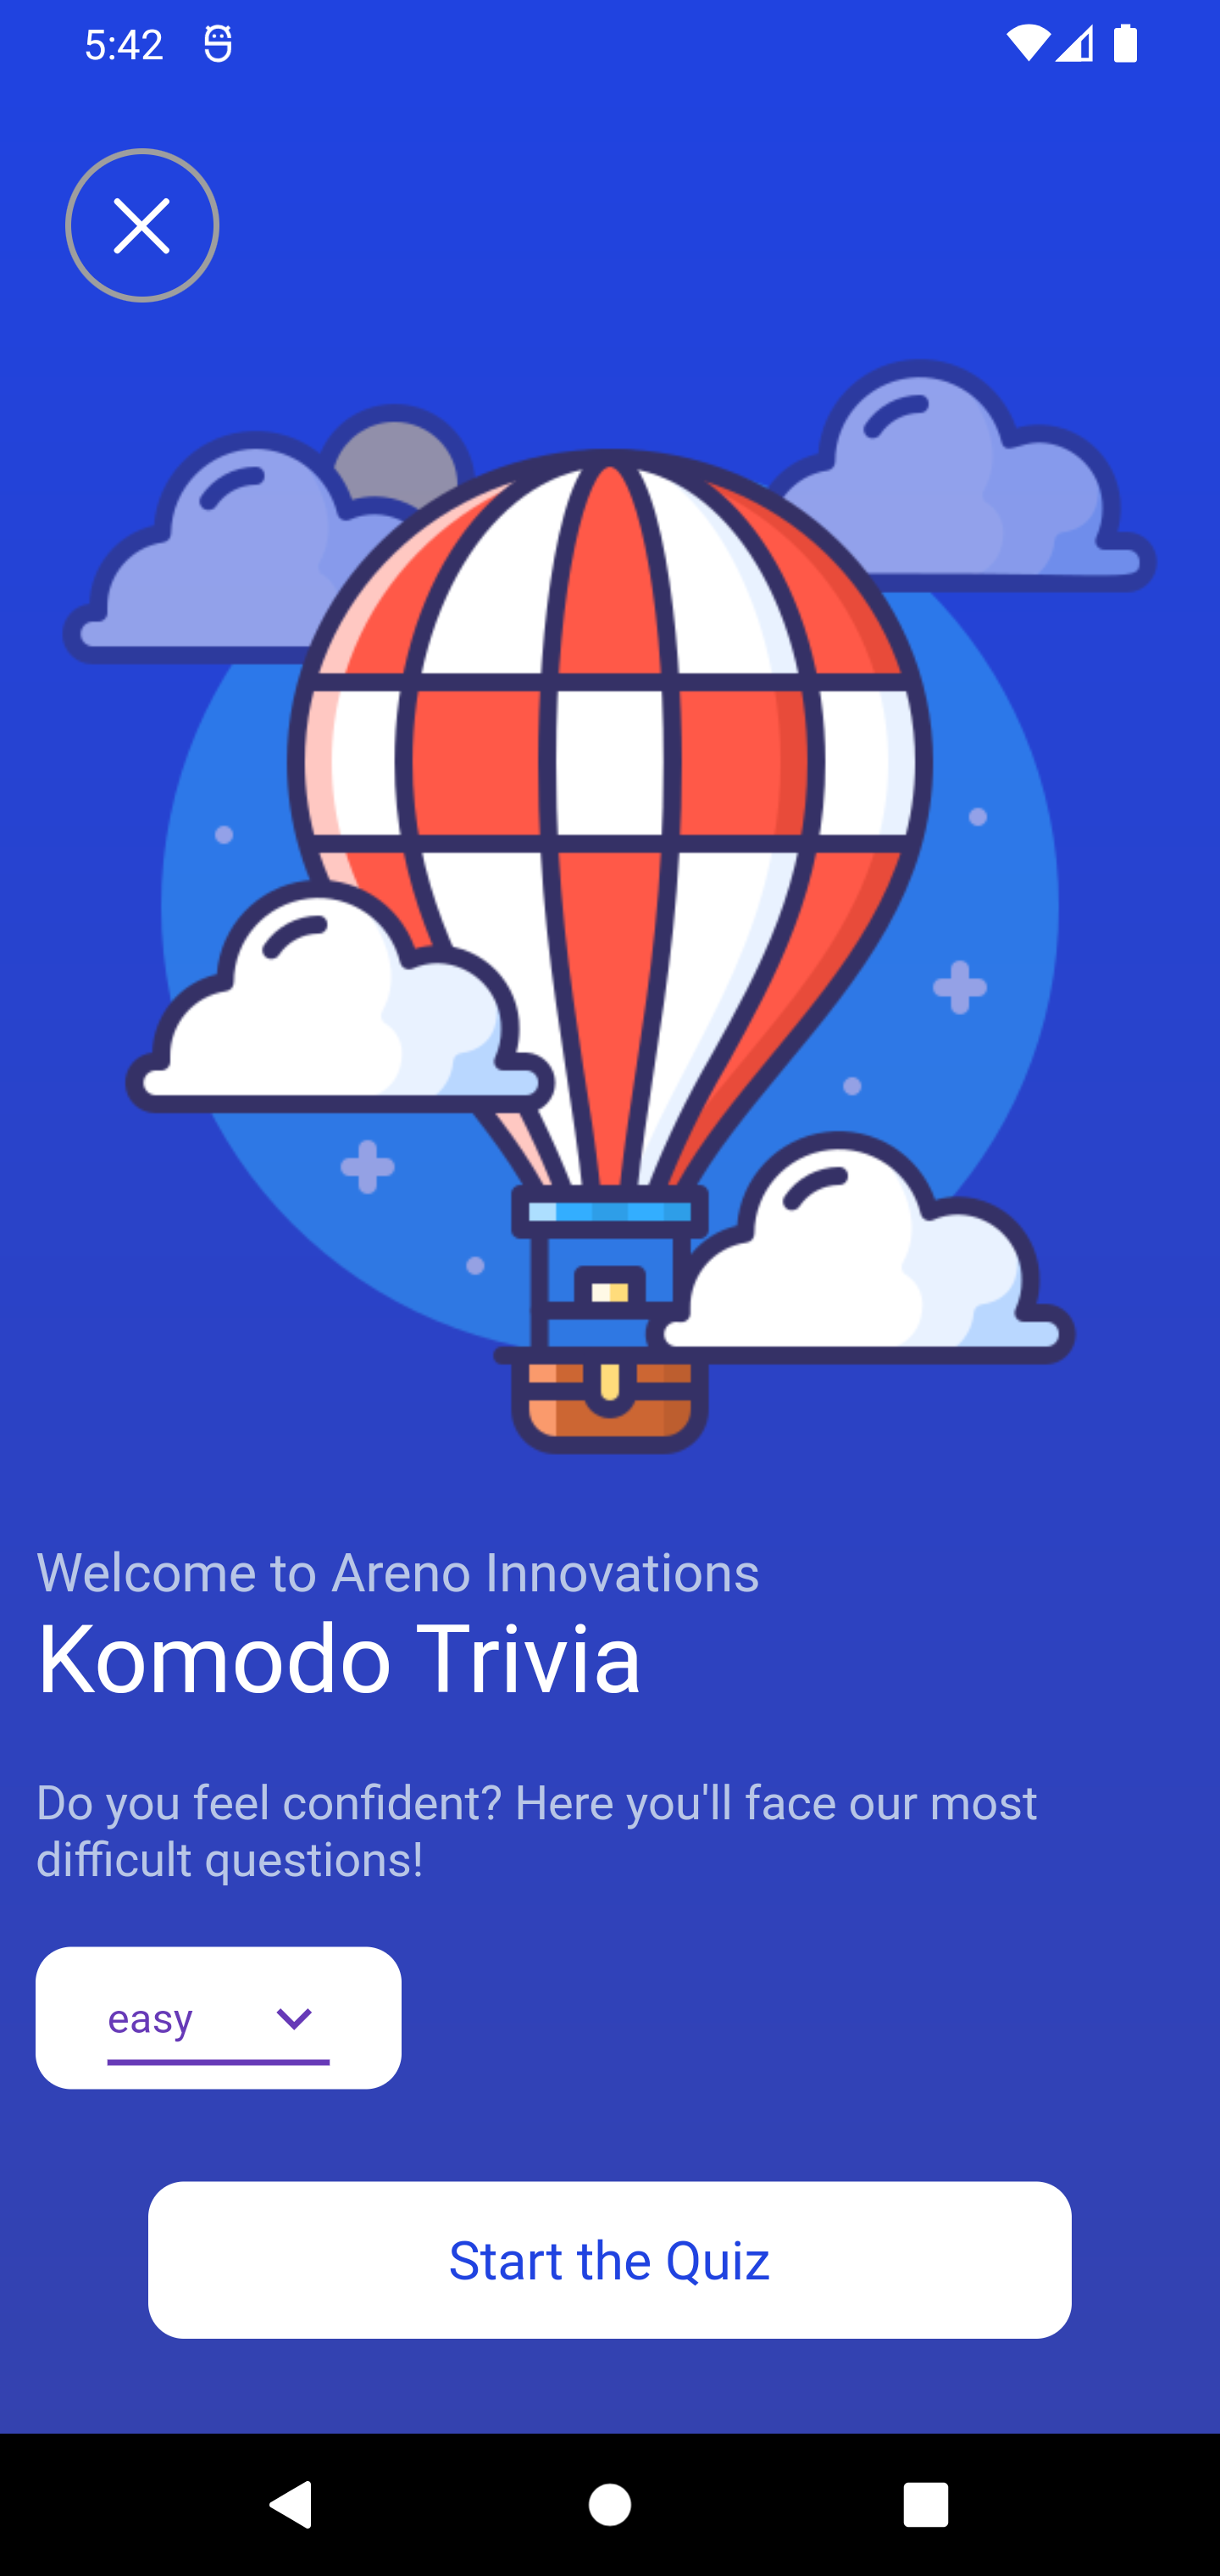 5:42
Welcome to Areno Innovations
Komodo Trivia
Do you feel confident? Here you'll face our most
difficult questions!
easy
Start the Quiz